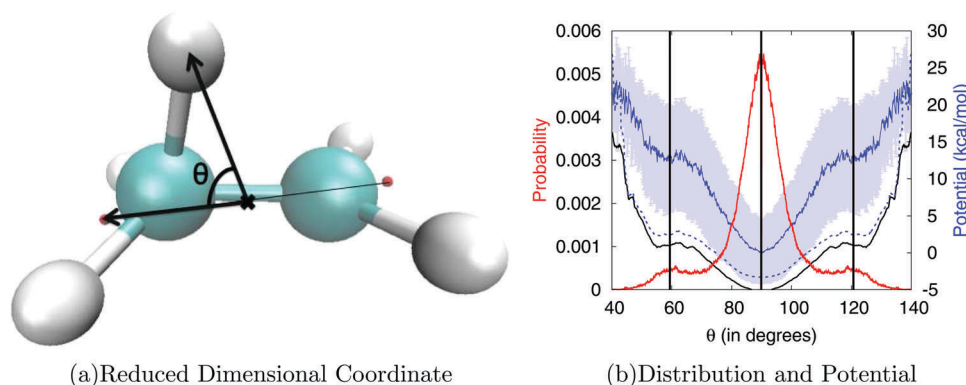 θ
(a)Reduced Dimensional Coordinate
0.006
0.005
0.004
0.003
0.002
0.001
0
Probability
30
25
20
15
10
5
0
-5
Potential (kcal/mol)
40 60 80 100 120 140
θ (in degrees)
(b)Distribution and Potential